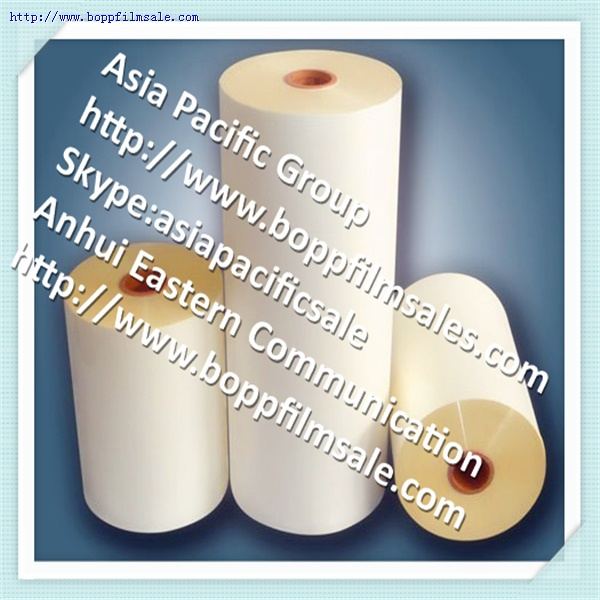 http://www.boppfilmsale.com
Asia Pacific Group
http://www.boppfilmsales.com
Skype:asiapacificsale
Anhui Eastern Communication
http://www.boppfilmsale.com